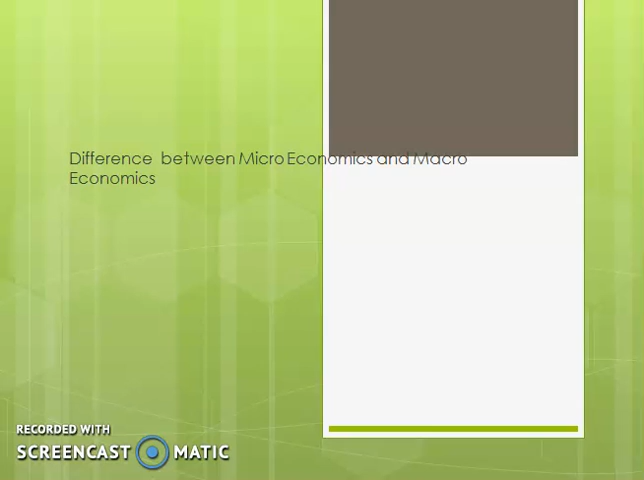 Difference between Micro Economics and Macro
Economics
RECORDED WITH
SCREENCAST MATIC